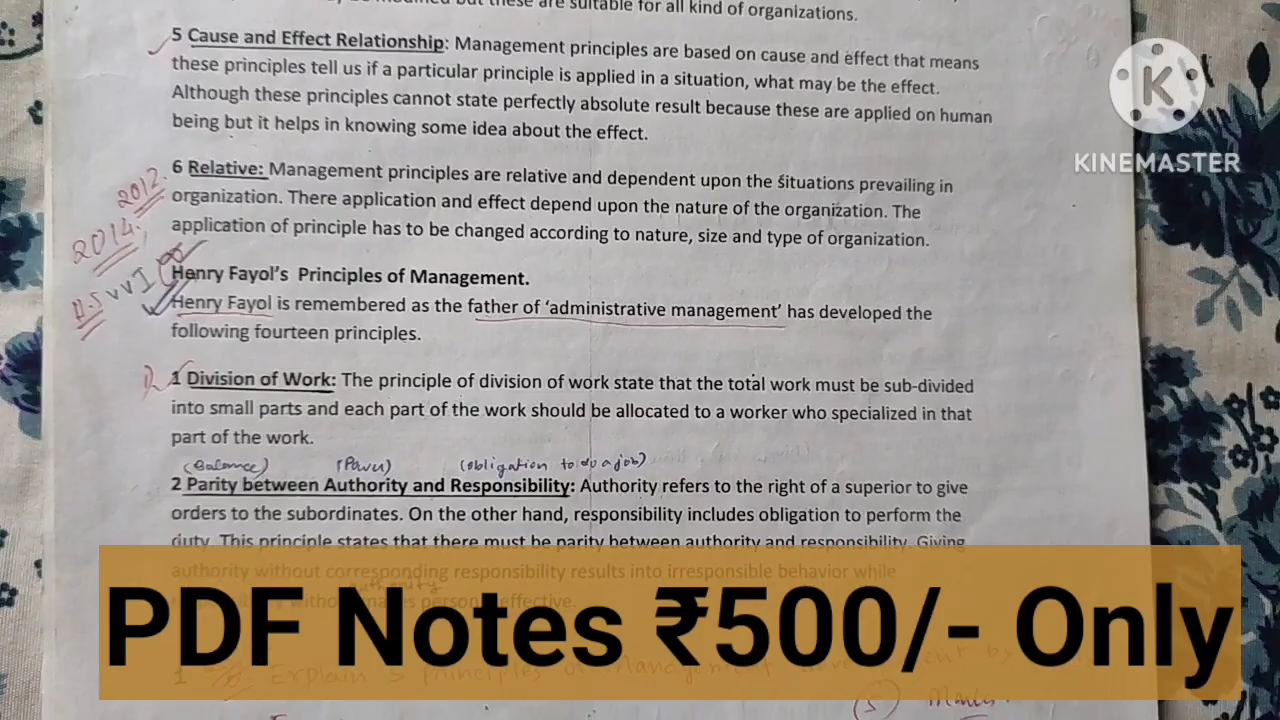 suitable for all kind of organizations.
5 Cause and Effect Relationship: Management principles are based on cause and effect that means
these principles tell us if a particular principle is applied in a situation, what may be the effect.
Although these principles cannot state perfectly absolute result because these are applied on human
being but it helps in knowing some idea about the effect.
K
KINEMASTER
2012.
6 Relative: Management principles are relative and dependent upon the situations prevailing in
organization. There application and effect depend upon the nature of the organization. The
application of principle has to be changed according to nature, size and type of organization.
2014,
VVI
Henry Fayol's Principles of Management.
Henry Fayol is remembered as the father of 'administrative management' has developed the
following fourteen principles.
1 Division of Work: The principle of division of work state that the total work must be sub-divided
into small parts and each part of the work should be allocated to a worker who specialized in that
part of the work.
(Balance) (Power) (obligation to do a job)
2 Parity between Authority and Responsibility: Authority refers to the right of a superior to give
orders to the subordinates. On the other hand, responsibility includes obligation to perform the
duty. This principle states that there must be parity between authority and responsibility. Giving
authority without corresponding responsibility results into irresponsible behavior while
PDF Notes ₹500/- Only